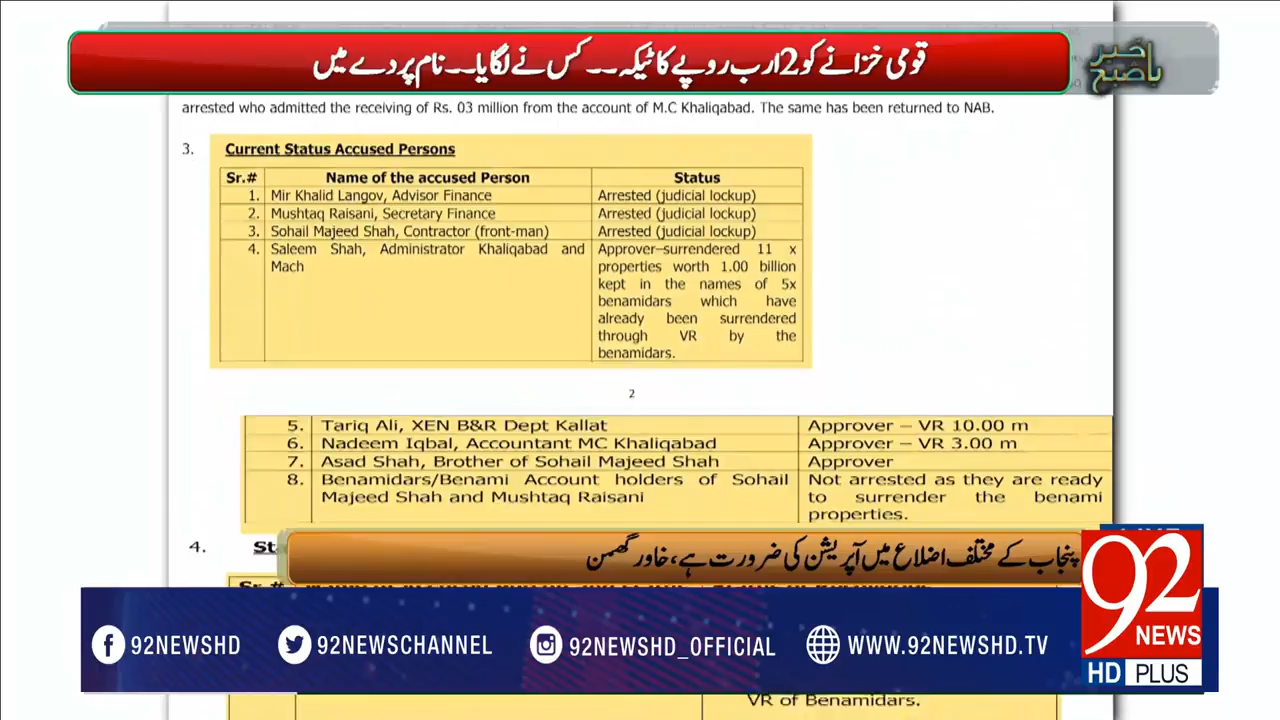 قومی خزانے کو 2 ارب روپے کا ٹیکہ۔۔ کس نے لگایا۔۔ نام پردے میں
خبر
باصبح
arrested who admitted the receiving of Rs. 03 million from the account of M.C Khaliqabad. The same has been returned to NAB.
3. Current Status Accused Persons
Sr.# Name of the accused Person Status
1. Mir Khalid Langov, Advisor Finance Arrested (judicial lockup)
2. Mushtaq Raisani, Secretary Finance Arrested (judicial lockup)
3. Sohail Majeed Shah, Contractor (front-man) Arrested (judicial lockup)
4. Saleem Shah, Administrator Khaliqabad and Approver–surrendered 11 x
Mach properties worth 1.00 billion
kept in the names of 5x
benamidars which have
already been surrendered
through VR by the
benamidars.
2
5. Tariq Ali, XEN B&R Dept Kallat Approver – VR 10.00 m
6. Nadeem Iqbal, Accountant MC Khaliqabad Approver – VR 3.00 m
7. Asad Shah, Brother of Sohail Majeed Shah Approver
8. Benamidars/Benami Account holders of Sohail Not arrested as they are ready
Majeed Shah and Mushtaq Raisani to surrender the benami
properties.
4.
پنجاب کے مختلف اضلاع میں آپریشن کی ضرورت ہے، خاور گھمن
92
NEWS
HD PLUS
92NEWSHD 92NEWSCHANNEL 92NEWSHD_OFFICIAL WWW.92NEWSHD.TV
VR of Benamidars.